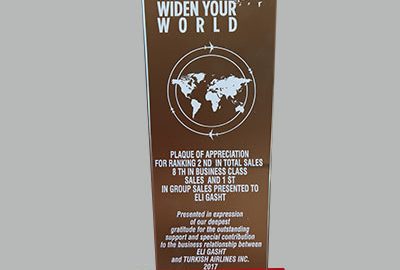 WIDEN YOUR
WORLD
PLAQUE OF APPRECIATION
FOR RANKING 2 ND IN TOTAL SALES
8 TH IN BUSINESS CLASS
SALES AND 1 ST
IN GROUP SALES PRESENTED TO
ELI GASHT
Presented in expression
of our deepest
gratitude for the outstanding
support and special contribution
to the business relationship between
ELI GASHT
and TURKISH AIRLINES INC.
2017